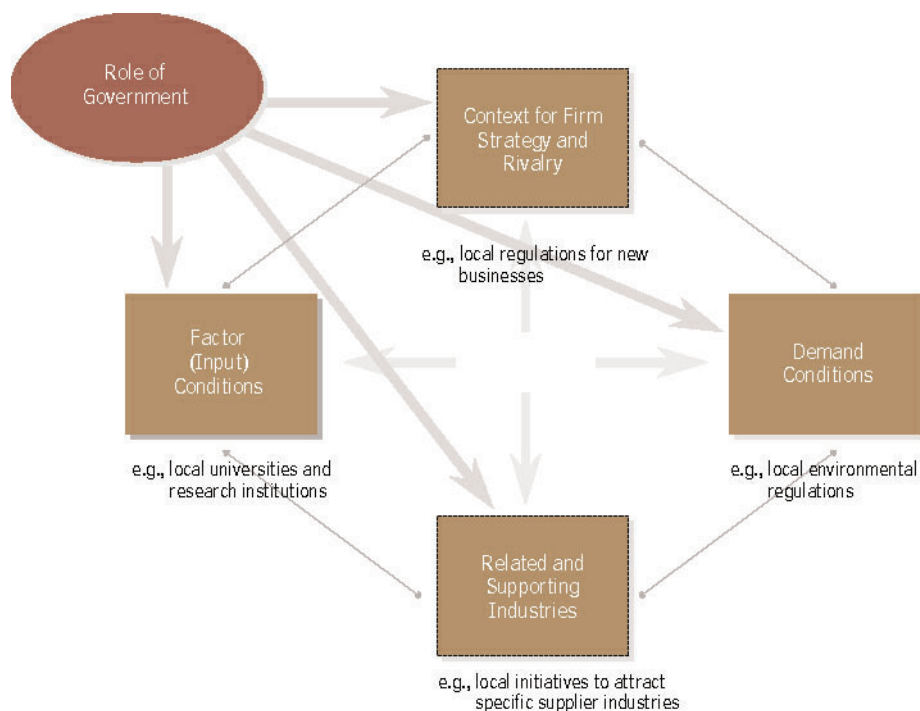 Role of
Government
Context for Firm
Strategy and
Rivalry
e.g., local regulations for new
businesses
Factor
(Input)
Conditions
e.g., local universities and
research institutions
Demand
Conditions
e.g., local environmental
regulations
Related and
Supporting
Industries
e.g., local initiatives to attract
specific supplier industries